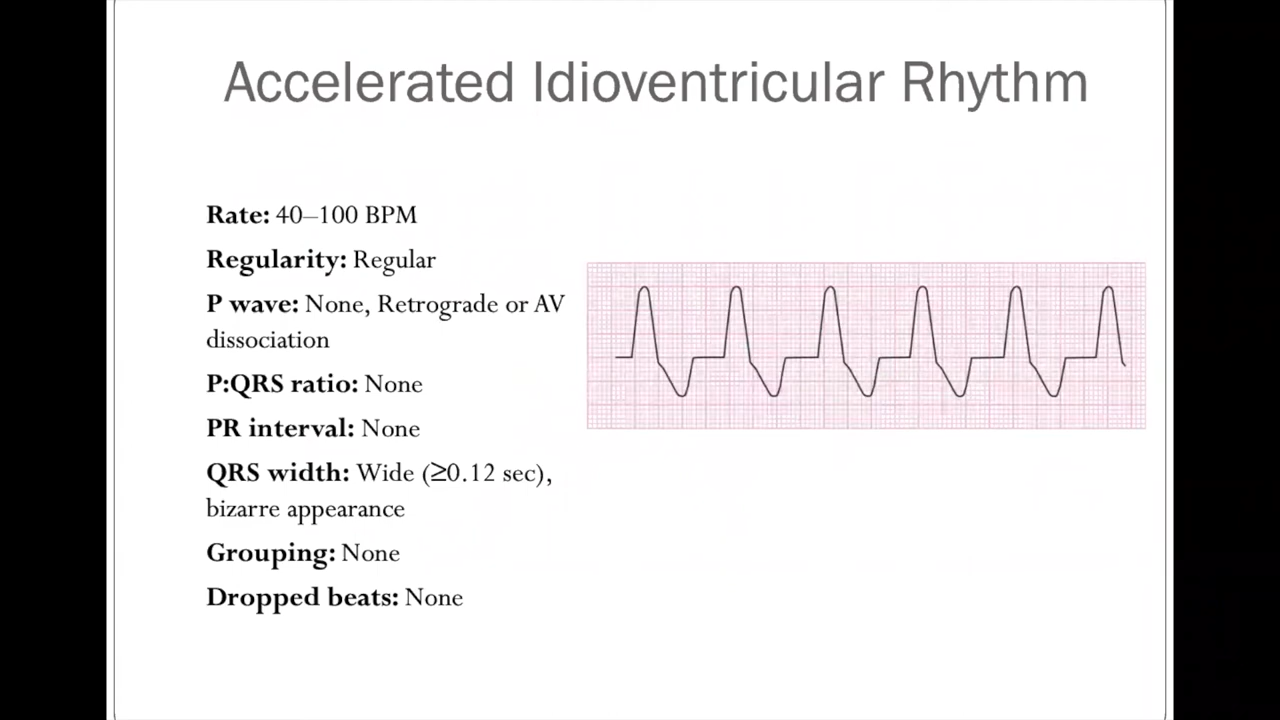 Accelerated Idioventricular Rhythm
Rate: 40–100 BPM
Regularity: Regular
P wave: None, Retrograde or AV
dissociation
P:QRS ratio: None
PR interval: None
QRS width: Wide (≥0.12 sec),
bizarre appearance
Grouping: None
Dropped beats: None